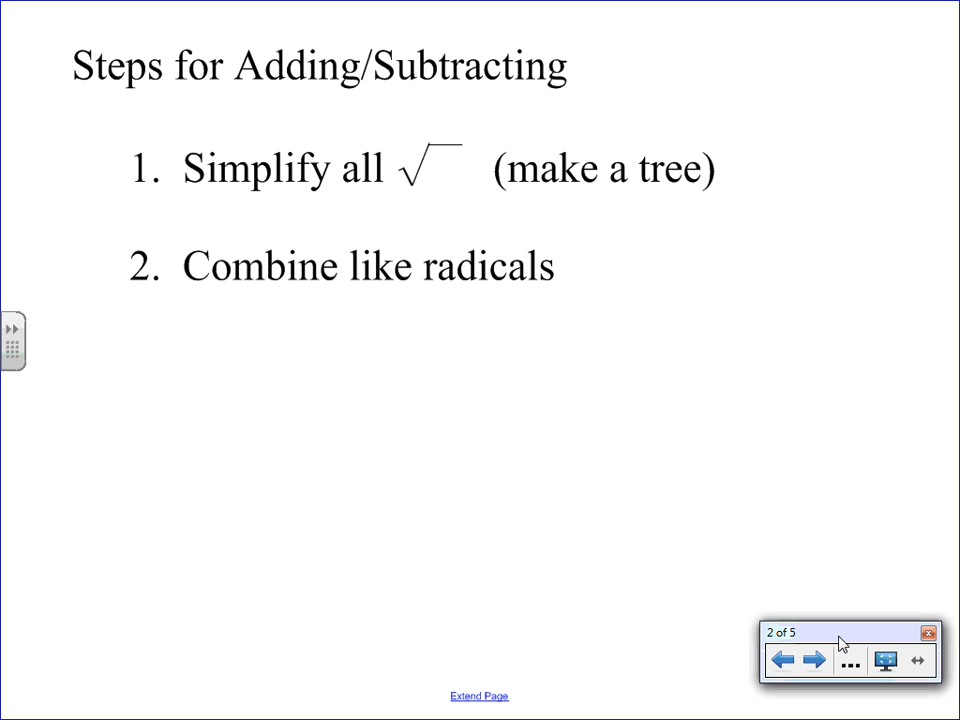 Steps for Adding/Subtracting
1. Simplify all √ (make a tree)
2. Combine like radicals
2 of 5
...
Extend Page